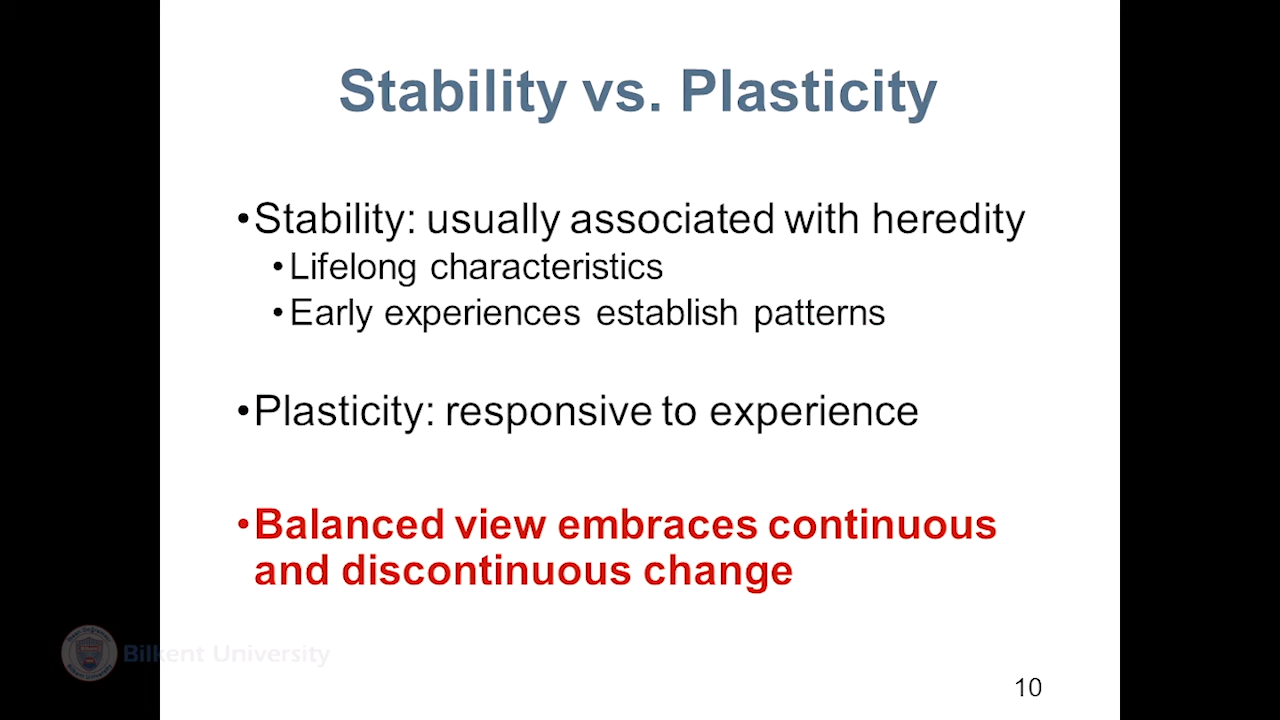 Stability vs. Plasticity
•Stability: usually associated with heredity
•Lifelong characteristics
•Early experiences establish patterns
•Plasticity: responsive to experience
•Balanced view embraces continuous
and discontinuous change
Bilkent University
10